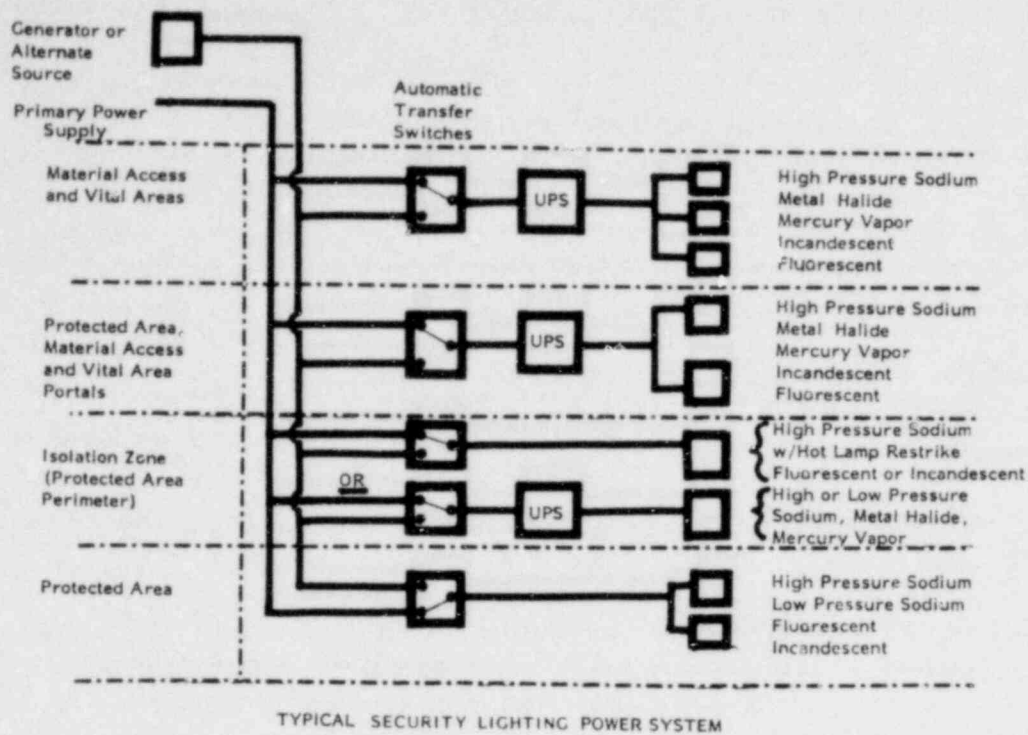 Generator or
Alternate
Source
Primary Power
Supply
Automatic
Transfer
Switches
Material Access
and Vital Areas
UPS
High Pressure Sodium
Metal Halide
Mercury Vapor
Incandescent
Fluorescent
Protected Area,
Material Access
and Vital Area
Portals
UPS
High Pressure Sodium
Metal Halide
Mercury Vapor
Incandescent
Fluorescent
Isolation Zone
(Protected Area
Perimeter)
High Pressure Sodium
w/Hot Lamp Restrike
Fluorescent or Incandescent
OR
UPS
High or Low Pressure
Sodium, Metal Halide,
Mercury Vapor
Protected Area
High Pressure Sodium
Low Pressure Sodium
Fluorescent
Incandescent
TYPICAL SECURITY LIGHTING POWER SYSTEM